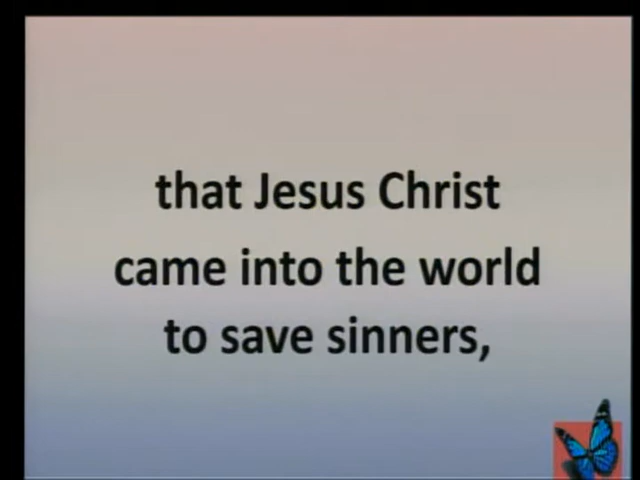 that Jesus Christ
came into the world
to save sinners,